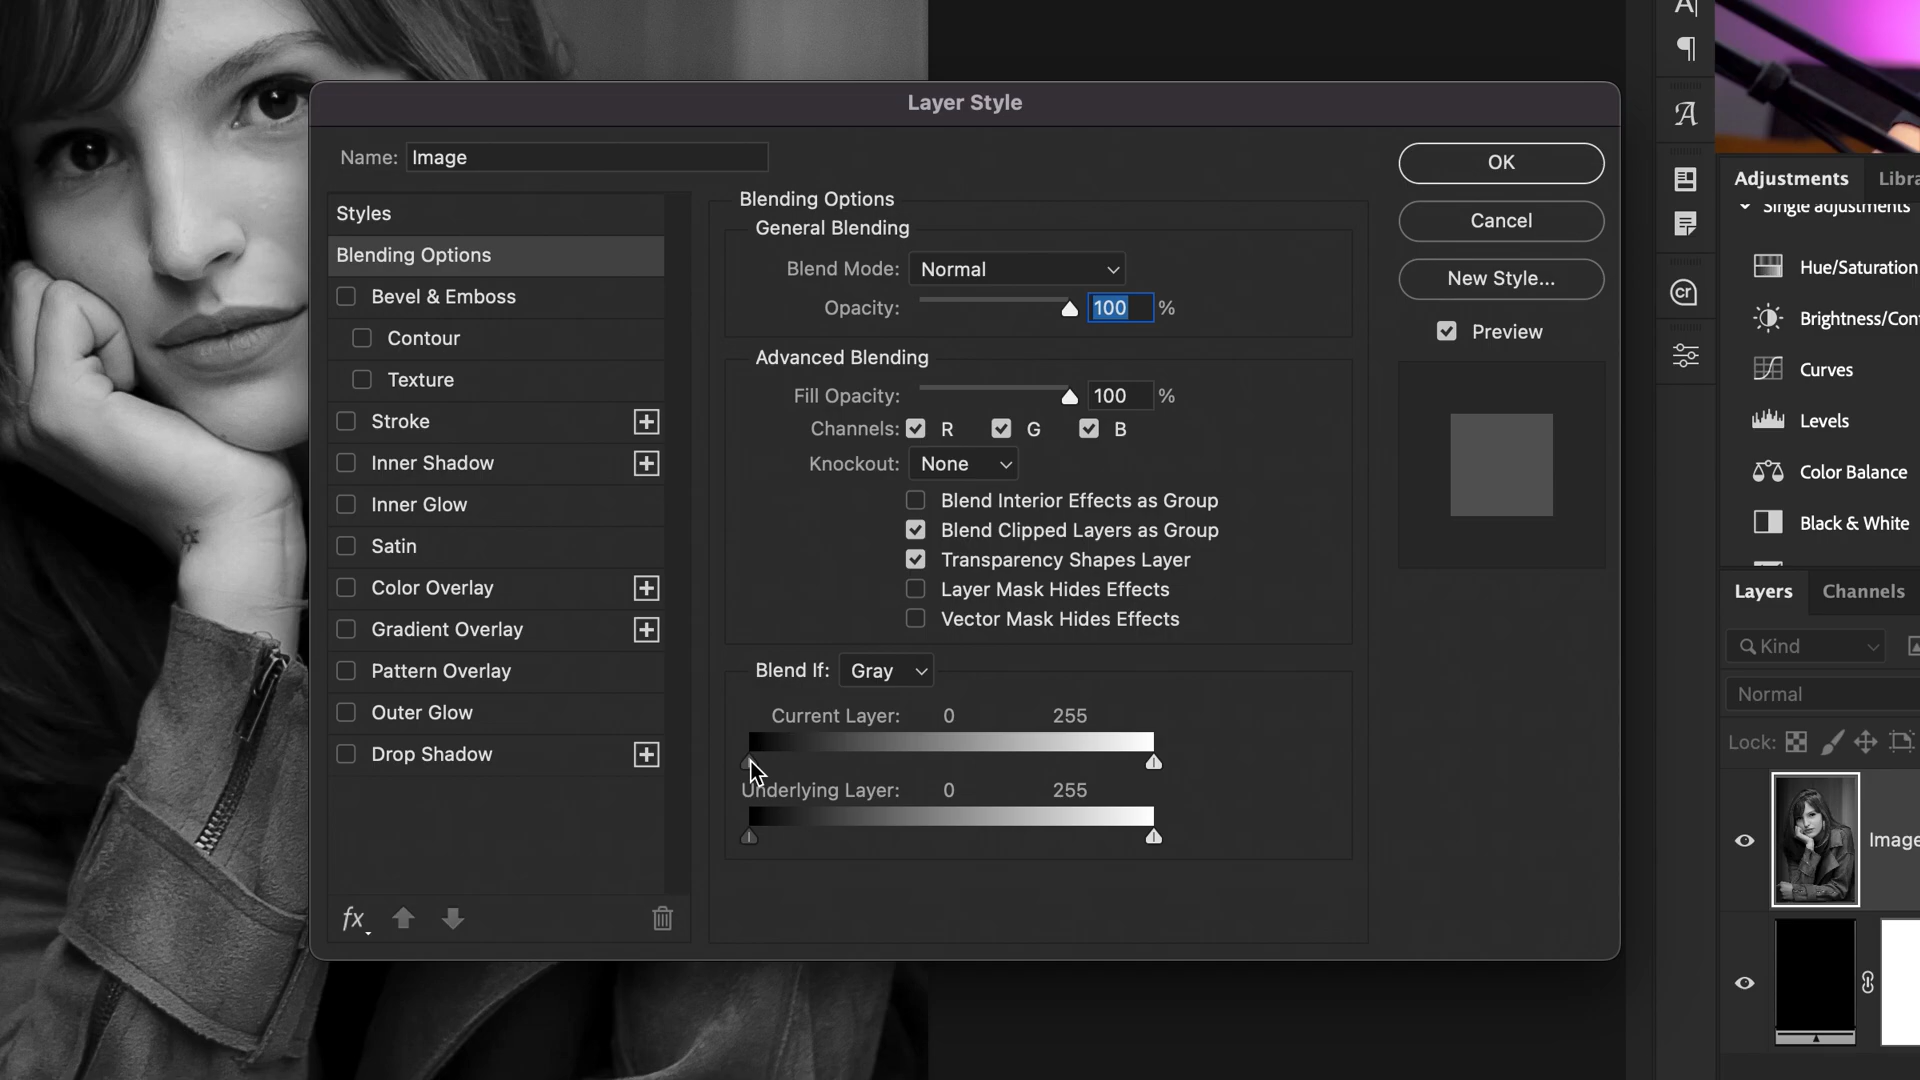 Layer Style
Name: Image
Styles
Blending Options
Bevel & Emboss
Contour
Texture
Stroke
Inner Shadow
Inner Glow
Satin
Color Overlay
Gradient Overlay
Pattern Overlay
Outer Glow
Drop Shadow
fx
Blending Options
General Blending
Blend Mode: Normal
Opacity: 100 %
Advanced Blending
Fill Opacity: 100 %
Channels: R G B
Knockout: None
Blend Interior Effects as Group
Blend Clipped Layers as Group
Transparency Shapes Layer
Layer Mask Hides Effects
Vector Mask Hides Effects
Blend If: Gray
Current Layer: 0 255
Underlying Layer: 0 255
OK
Cancel
New Style...
Preview
A|
¶
A
cr
Adjustments Libra
Single adjustments
Hue/Saturation
Brightness/Cont
Curves
Levels
Color Balance
Black & White
Layers Channels
Kind
Normal
Lock:
Image